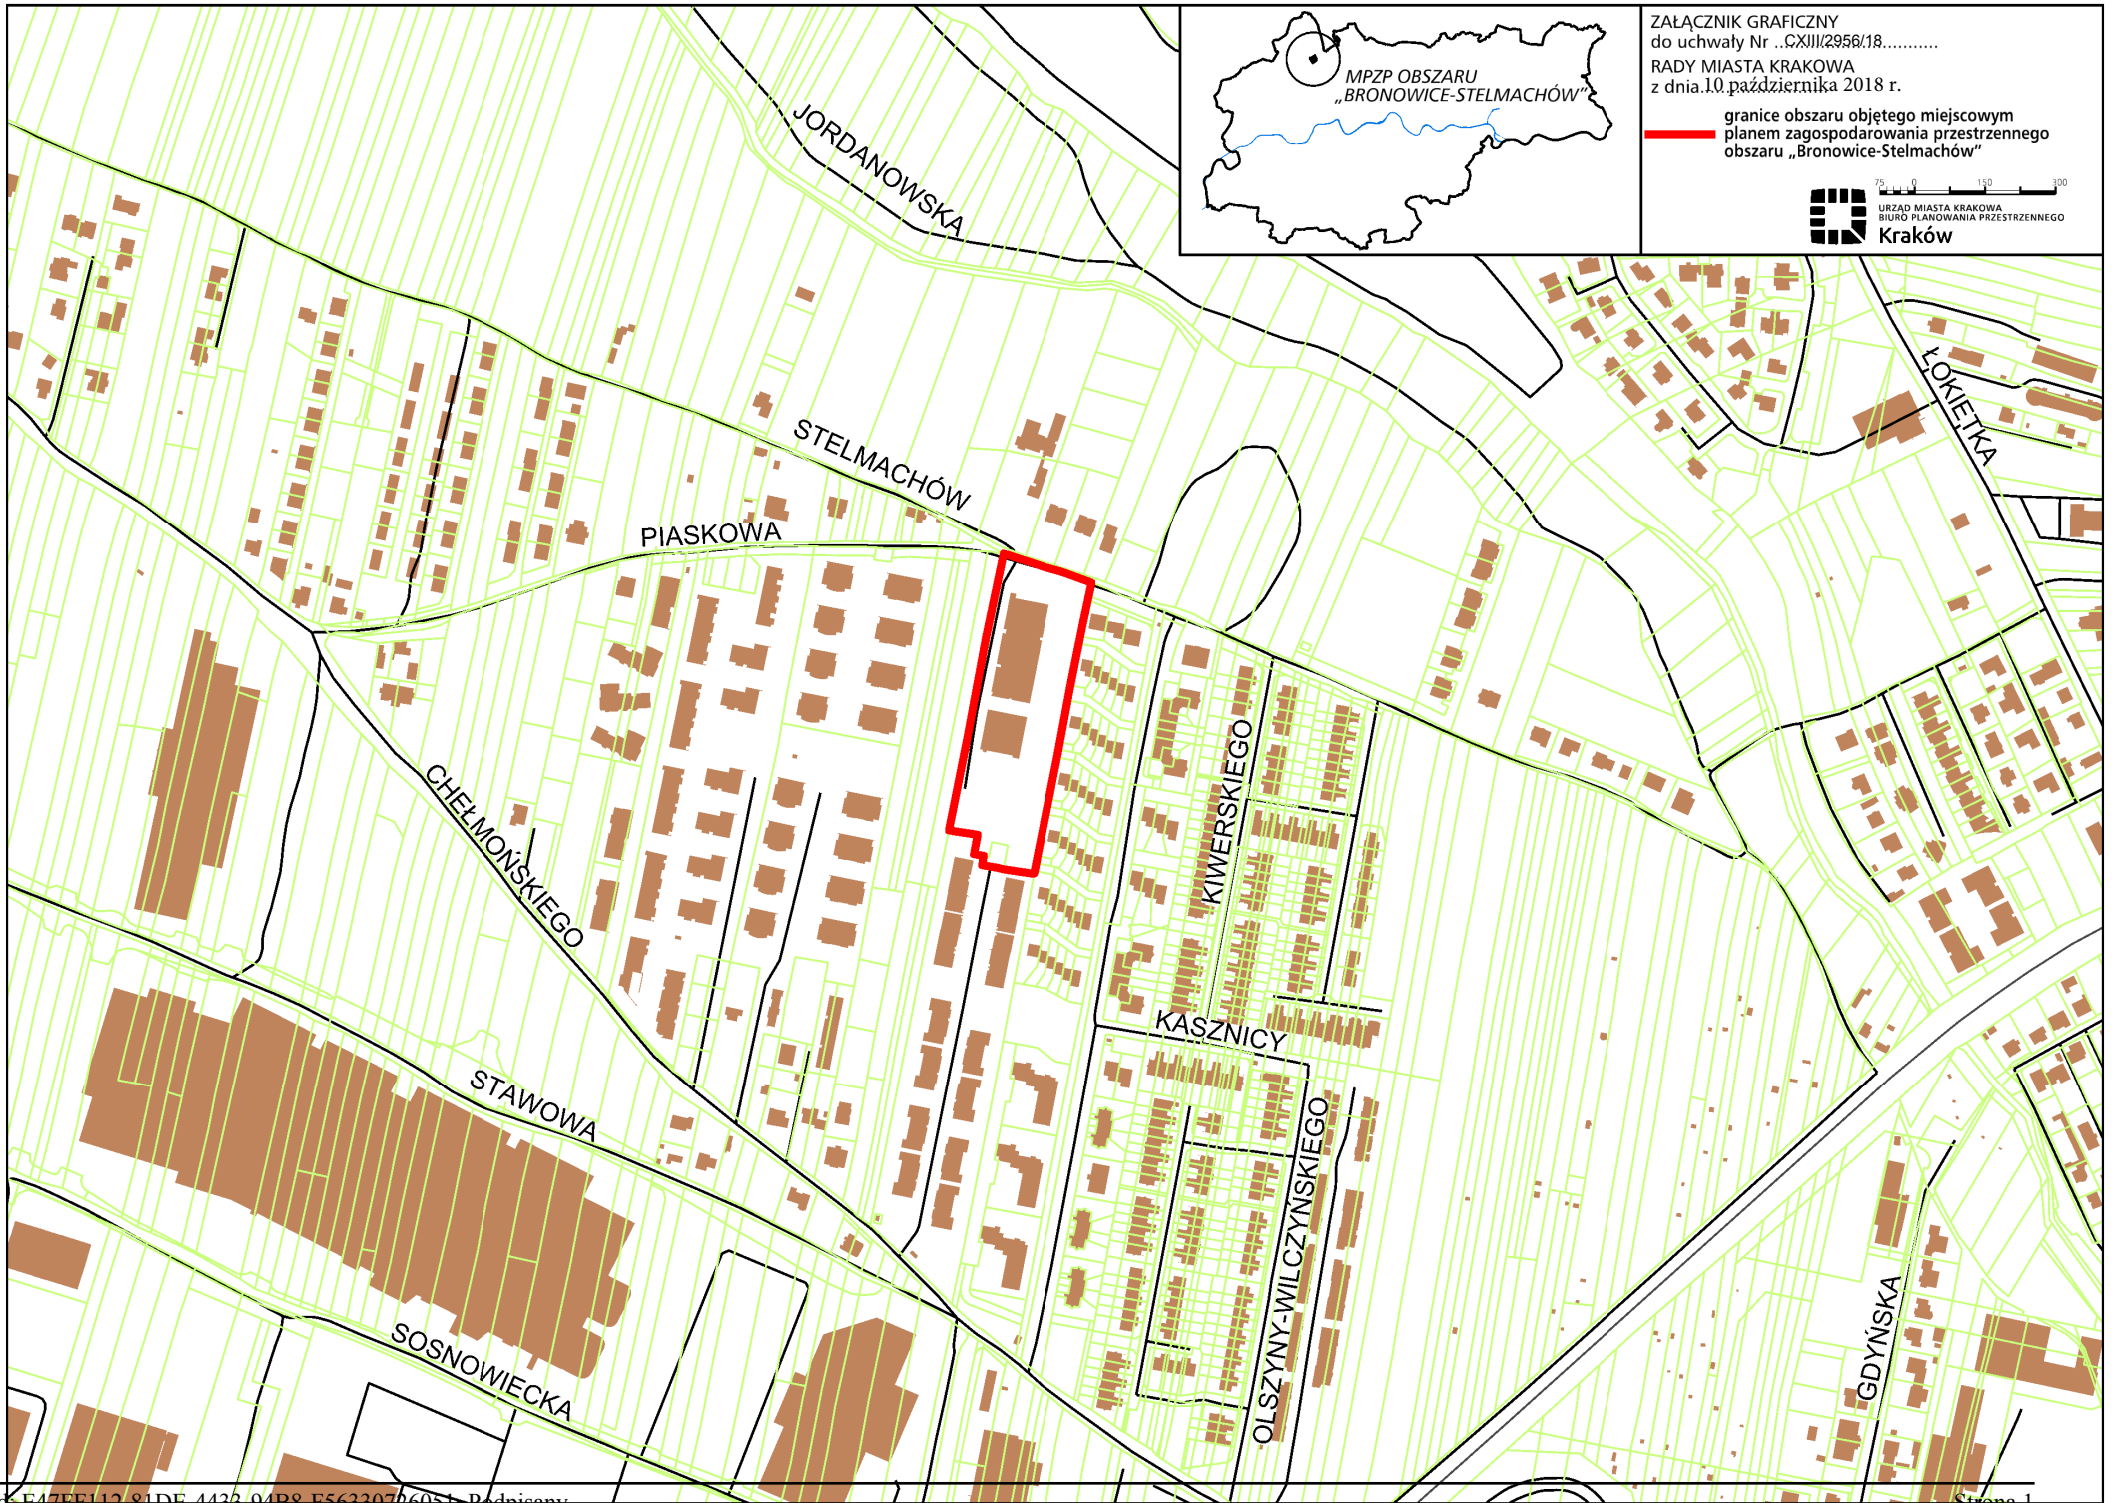 MPZP OBSZARU
„BRONOWICE-STELMACHÓW"
ZAŁĄCZNIK GRAFICZNY
do uchwały Nr ..CXIII/2956/18...........
RADY MIASTA KRAKOWA
z dnia.10 października 2018 r.
granice obszaru objętego miejscowym
planem zagospodarowania przestrzennego
obszaru „Bronowice-Stelmachów"
75 0 150 300
URZĄD MIASTA KRAKOWA
BIURO PLANOWANIA PRZESTRZENNEGO
Kraków
JORDANOWSKA
ŁOKIETKA
STELMACHÓW
PIASKOWA
CHEŁMOŃSKIEGO
KIWERSKIEGO
KASZNICY
STAWOWA
OLSZYNY-WILCZYŃSKIEGO
SOSNOWIECKA
GDYŃSKA
Podpisany
Strona 1